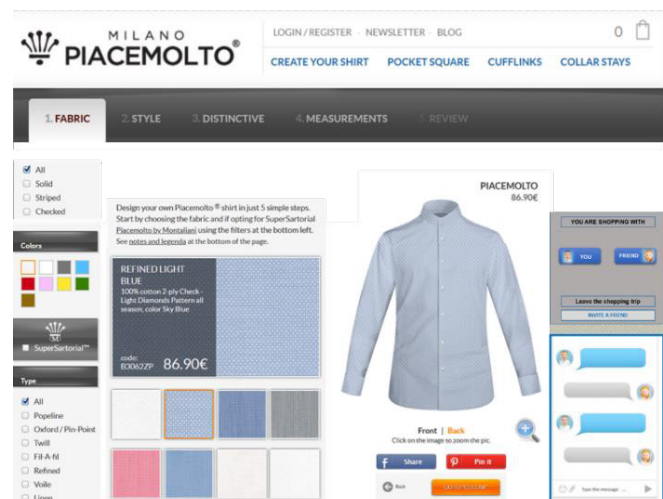 MILANO
PIACEMOLTO®
LOGIN / REGISTER - NEWSLETTER - BLOG
0
CREATE YOUR SHIRT POCKET SQUARE CUFFLINKS COLLAR STAYS
1. FABRIC 2. STYLE 3. DISTINCTIVE 4. MEASUREMENTS 5. REVIEW
All
Solid
Striped
Checked
Colors
SuperSartorial™
Type
All
Popeline
Oxford / Pin-Point
Twill
Fil-A-fil
Refined
Voile
Linen
Design your own Piacemolto ® shirt in just 5 simple steps.
Start by choosing the fabric and if opting for SuperSartorial
Piacemolto by Montaliani using the filters at the bottom left.
See notes and legenda at the bottom of the page.
REFINED LIGHT
BLUE
100% cotton 2-ply Check -
Light Diamonds Pattern all
season, color Sky Blue
code:
B3062ZP 86.90€
PIACEMOLTO
86.90€
Front | Back
Click on the image to zoom the pic.
Share Pin it
Back
YOU ARE SHOPPING WITH
YOU FRIEND
Leave the shopping trip
INVITE A FRIEND
Type the message ...